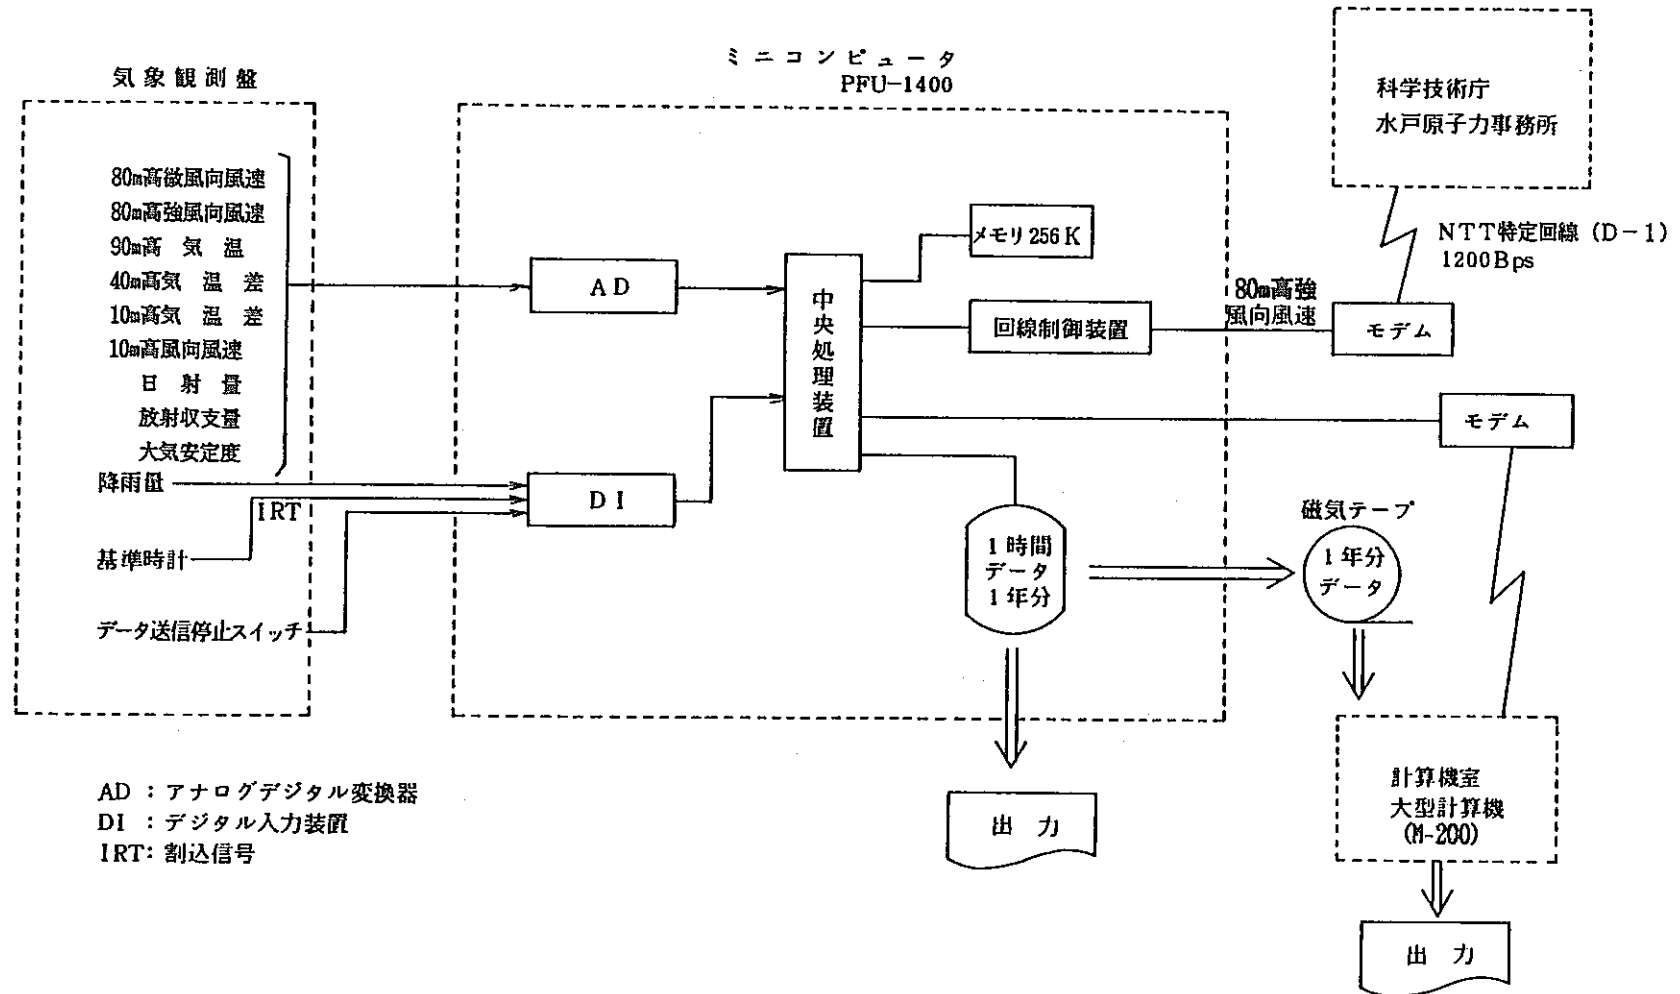 気象観測盤
80m高微風向風速
80m高強風向風速
90m高 気 温
40m高気 温 差
10m高気 温 差
10m高風向風速
日 射 量
放射収支量
大気安定度
降雨量
IRT
基準時計
データ送信停止スイッチ
ミニコンピュータ
PFU-1400
AD
DI
中央処理装置
メモリ256K
回線制御装置
80m高強
風向風速
モデム
科学技術庁
水戸原子力事務所
NTT特定回線(D-1)
1200Bps
モデム
1時間
データ
1年分
磁気テープ
1年分
データ
出 力
計算機室
大型計算機
(M-200)
出 力
AD :アナログデジタル変換器
DI :デジタル入力装置
IRT:割込信号